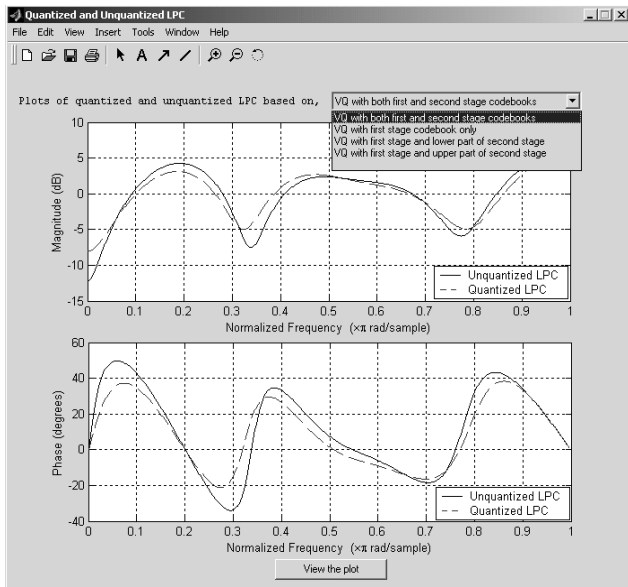 Quantized and Unquantized LPC
File Edit View Insert Tools Window Help
A
Plots of quantized and unquantized LPC based on,
VQ with both first and second stage codebooks
VQ with both first and second stage codebooks
VQ with first stage codebook only
VQ with first stage and lower part of second stage
VQ with first stage and upper part of second stage
10
5
0
-5
-10
-15
Magnitude (dB)
Unquantized LPC
Quantized LPC
0 0.1 0.2 0.3 0.4 0.5 0.6 0.7 0.8 0.9 1
Normalized Frequency (×π rad/sample)
60
40
20
0
-20
-40
Phase (degrees)
Unquantized LPC
Quantized LPC
0 0.1 0.2 0.3 0.4 0.5 0.6 0.7 0.8 0.9 1
Normalized Frequency (×π rad/sample)
View the plot